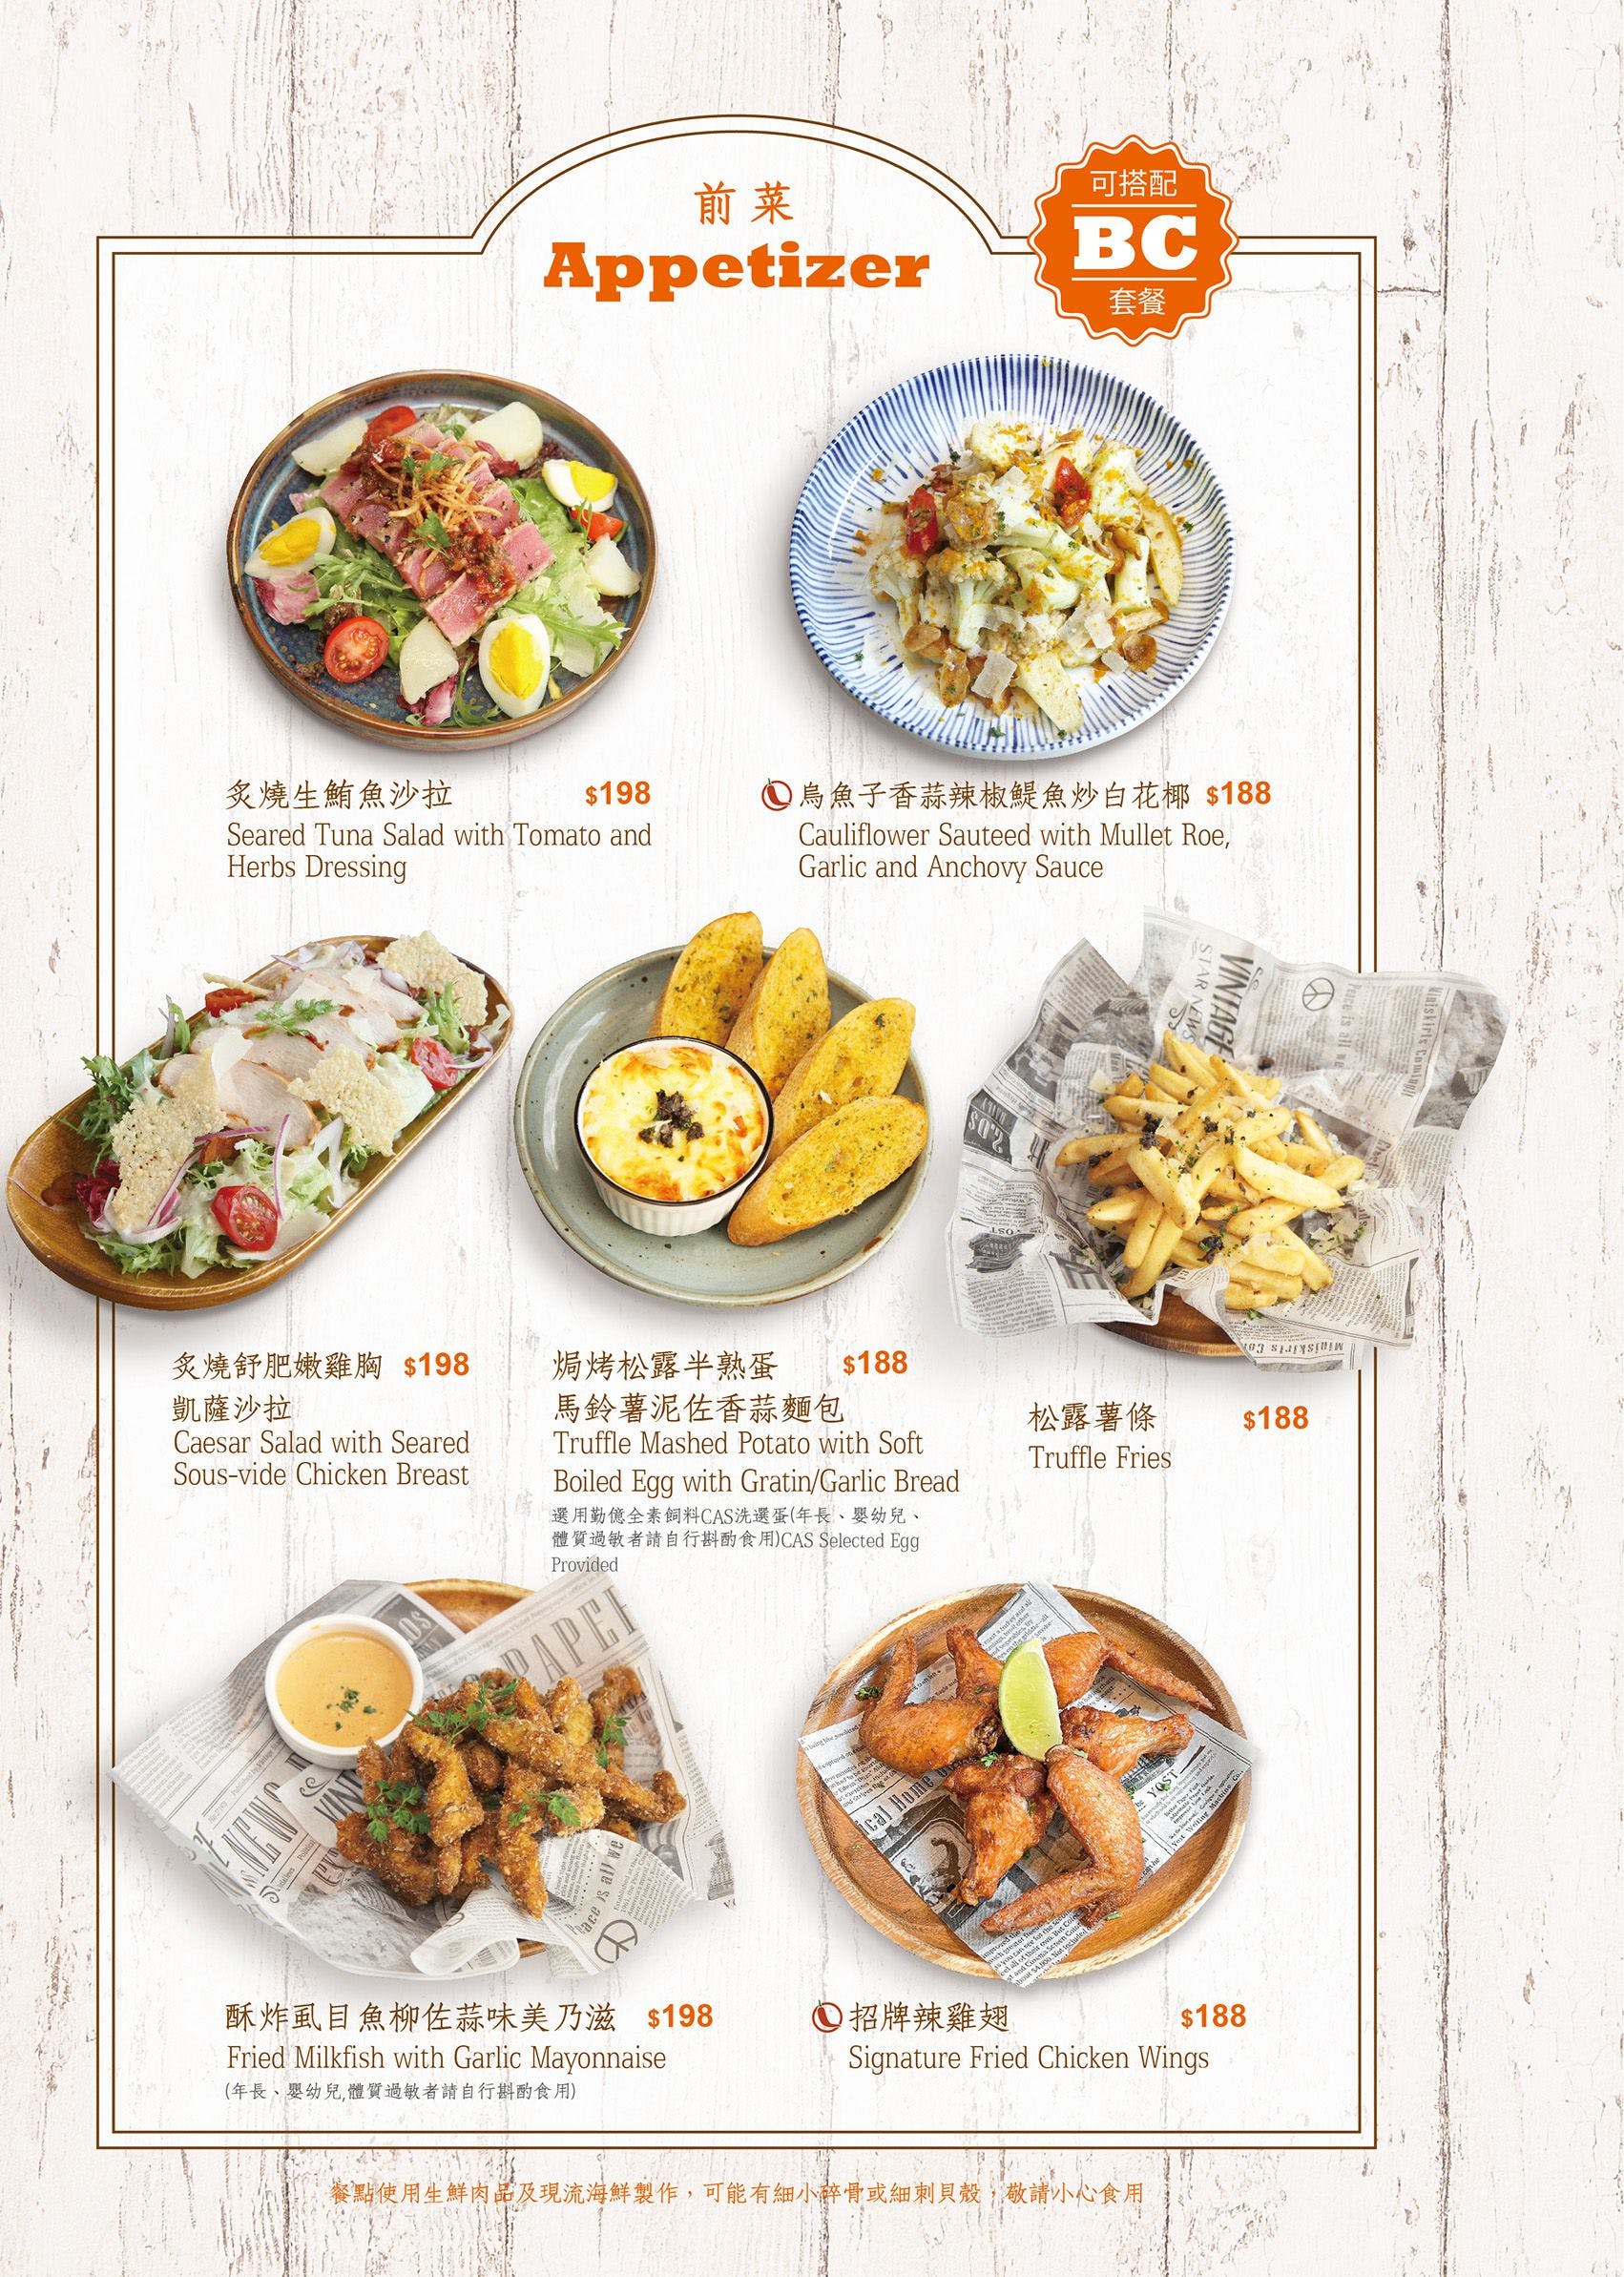 前菜
Appetizer
可搭配
BC
套餐
炙燒生鮪魚沙拉 $198
Seared Tuna Salad with Tomato and
Herbs Dressing
烏魚子香蒜辣椒鯷魚炒白花椰 $188
Cauliflower Sauteed with Mullet Roe,
Garlic and Anchovy Sauce
炙燒舒肥嫩雞胸 $198
凱薩沙拉
Caesar Salad with Seared
Sous-vide Chicken Breast
焗烤松露半熟蛋 $188
馬鈴薯泥佐香蒜麵包
Truffle Mashed Potato with Soft
Boiled Egg with Gratin/Garlic Bread
選用勤億全素飼料CAS洗選蛋(年長、嬰幼兒、
體質過敏者請自行斟酌食用)CAS Selected Egg
Provided
松露薯條 $188
Truffle Fries
酥炸虱目魚柳佐蒜味美乃滋 $198
Fried Milkfish with Garlic Mayonnaise
(年長、嬰幼兒,體質過敏者請自行斟酌食用)
招牌辣雞翅 $188
Signature Fried Chicken Wings
餐點使用生鮮肉品及現流海鮮製作，可能有細小碎骨或細刺貝殼，敬請小心食用